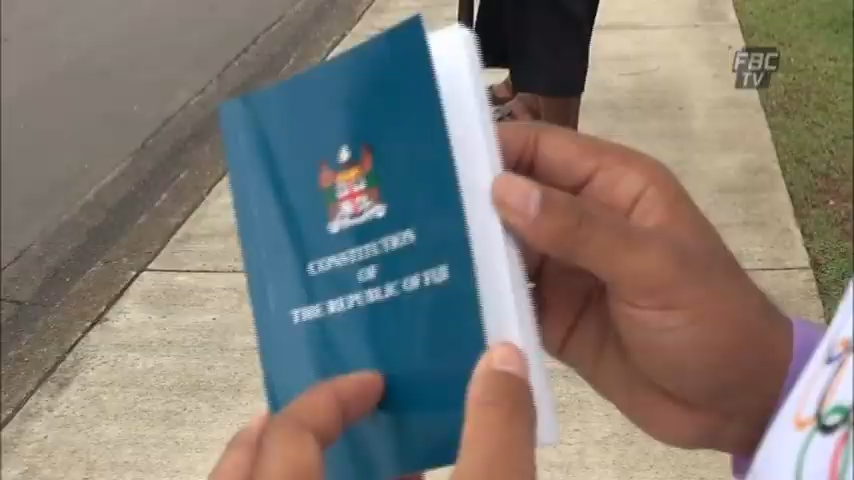 FBC
TV
CONSTITUTION
OF
THE REPUBLIC OF FIJI